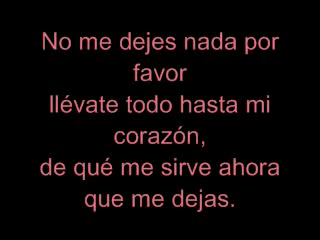 No me dejes nada por
favor
llévate todo hasta mi
corazón,
de qué me sirve ahora
que me dejas.